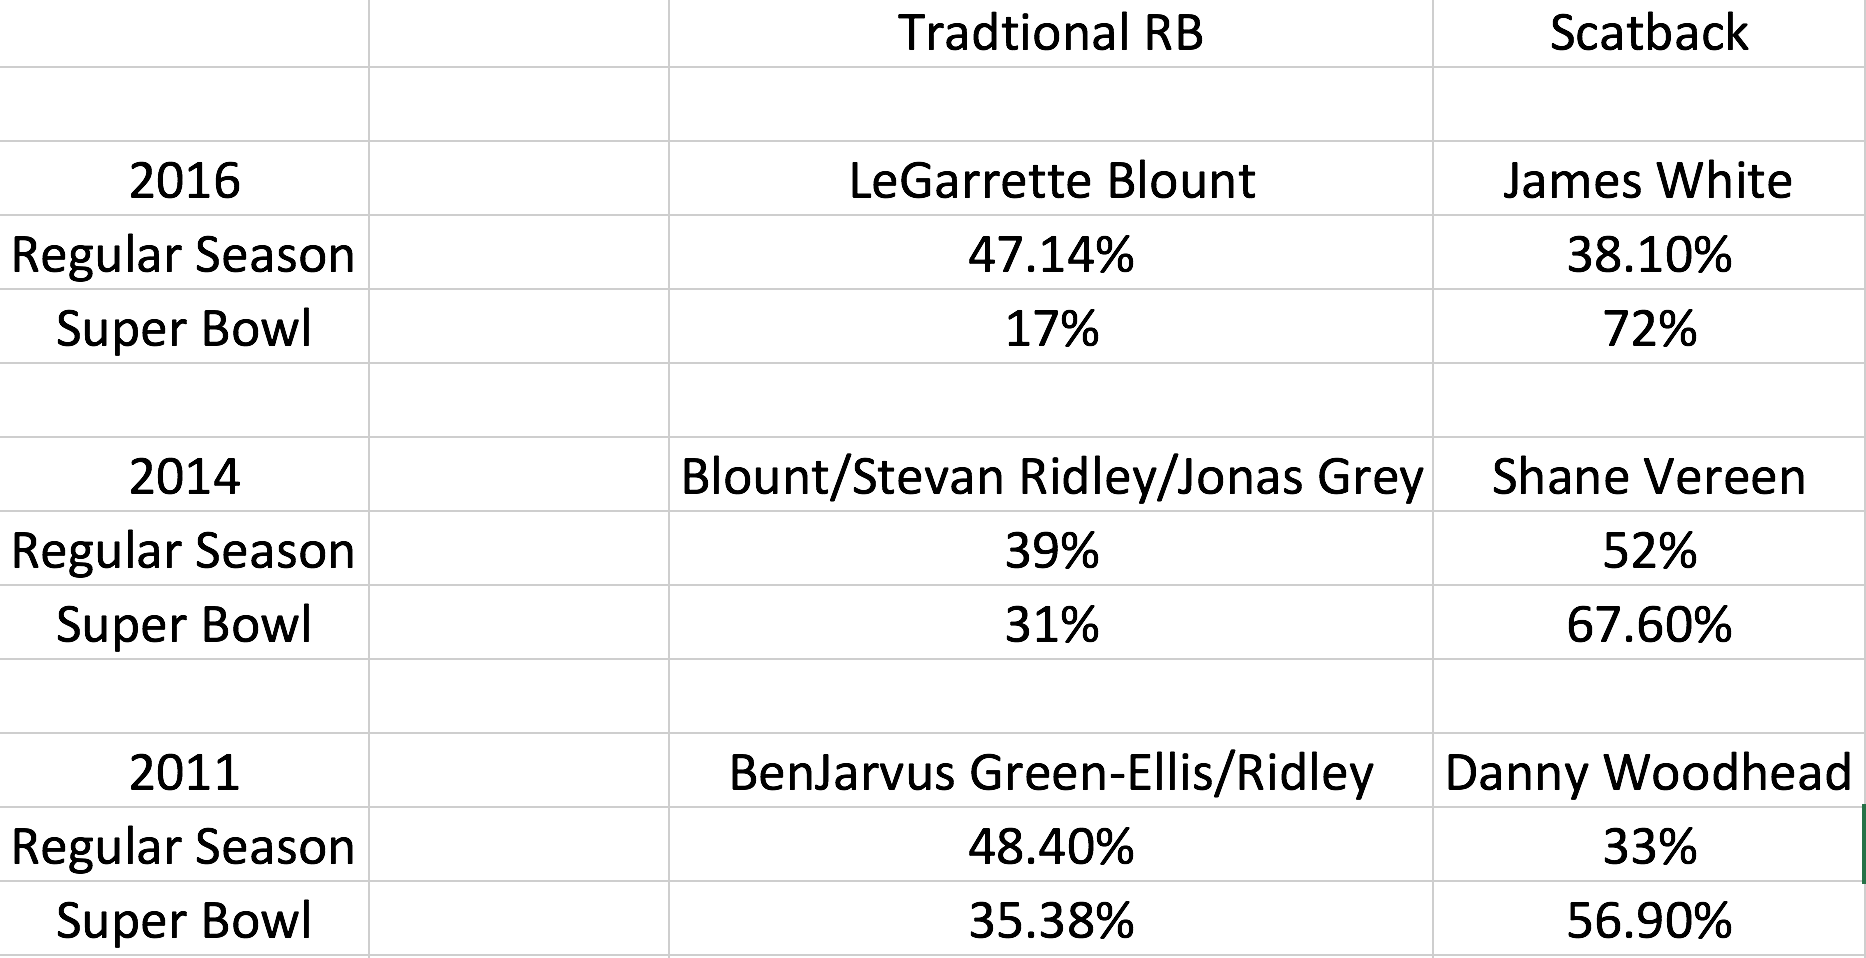 Tradtional RB Scatback
2016 LeGarrette Blount James White
Regular Season 47.14% 38.10%
Super Bowl 17% 72%
2014 Blount/Stevan Ridley/Jonas Grey Shane Vereen
Regular Season 39% 52%
Super Bowl 31% 67.60%
2011 BenJarvus Green-Ellis/Ridley Danny Woodhead
Regular Season 48.40% 33%
Super Bowl 35.38% 56.90%